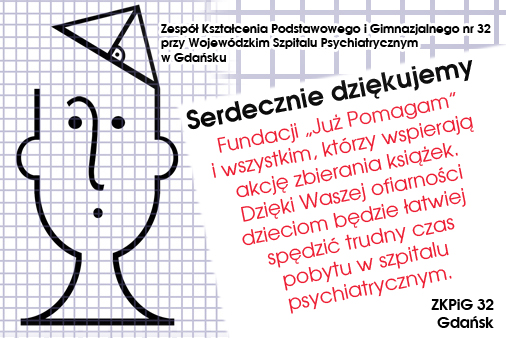 Zespół Kształcenia Podstawowego i Gimnazjalnego nr 32
przy Wojewódzkim Szpitalu Psychiatrycznym
w Gdańsku
Serdecznie dziękujemy
Fundacji „Już Pomagam”
i wszystkim, którzy wspierają
akcję zbierania książek.
Dzięki Waszej ofiarności
dzieciom będzie łatwiej
spędzić trudny czas
pobytu w szpitalu
psychiatrycznym.
ZKPiG 32
Gdańsk